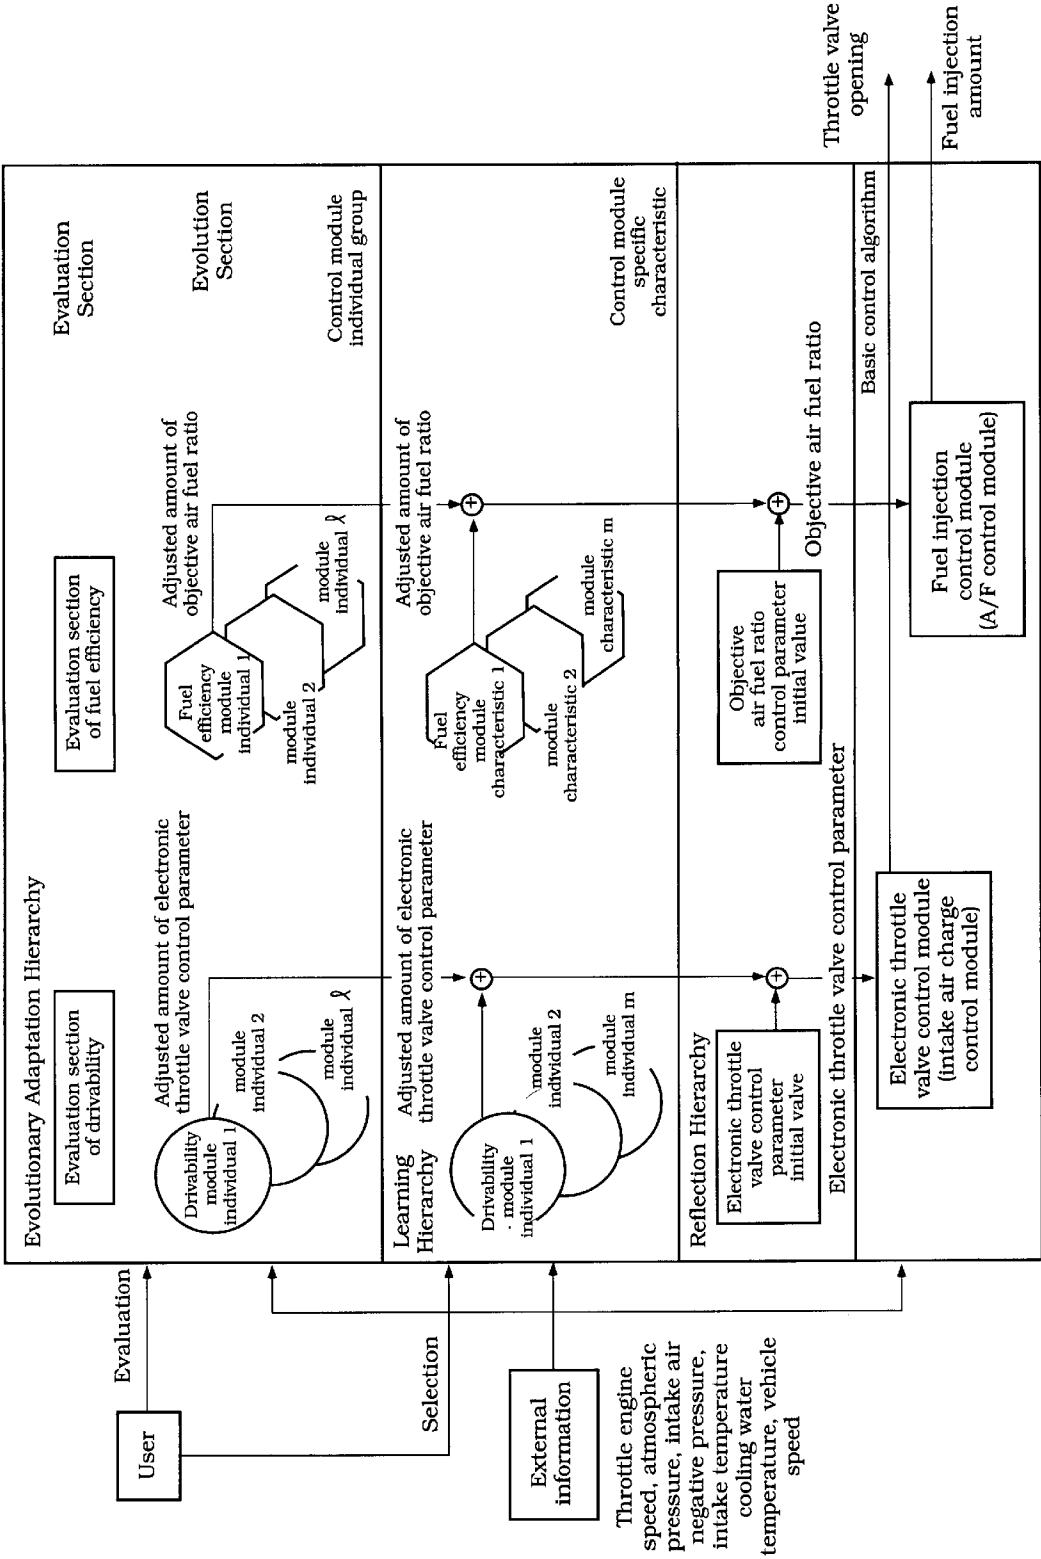 User
Evaluation
Selection
External
information
Throttle engine
speed, atmospheric
pressure, intake air
negative pressure,
intake temperature
cooling water
temperature, vehicle
speed
Evolutionary Adaptation Hierarchy
Evaluation section
of drivability
Evaluation section
of fuel efficiency
Evaluation
Section
Adjusted amount of electronic
throttle valve control parameter
Drivability
module
individual 1
module
individual 2
module
individual ℓ
Adjusted amount of
objective air fuel ratio
Fuel
efficiency
module
individual 1
module
individual 2
module
individual ℓ
Evolution
Section
Control module
individual group
Learning
Hierarchy
Adjusted amount of electronic
throttle valve control parameter
Drivability
module
individual 1
module
individual 2
module
individual m
Adjusted amount of
objective air fuel ratio
Fuel
efficiency
module
characteristic 1
module
characteristic 2
module
characteristic m
Control module
specific
characteristic
Reflection Hierarchy
Electronic throttle
valve control
parameter
initial valve
+
+
Objective
air fuel ratio
control parameter
initial value
+
+
Electronic throttle valve control parameter
Objective air fuel ratio
Basic control algorithm
Electronic throttle
valve control module
(intake air charge
control module)
Fuel injection
control module
(A/F control module)
Throttle valve
opening
Fuel injection
amount